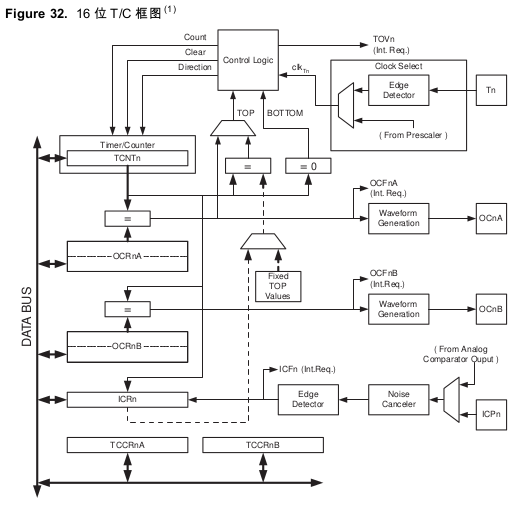 Figure 32. 16 位 T/C 框图(1)
Count
Clear
Direction
Control Logic
TOVn
(Int. Req.)
clkTn
Clock Select
Edge
Detector
Tn
( From Prescaler )
TOP
BOTTOM
Timer/Counter
TCNTn
=
= 0
=
OCFnA
(Int. Req.)
Waveform
Generation
OCnA
OCRnA
Fixed
TOP
Values
DATA BUS
=
OCFnB
(Int.Req.)
Waveform
Generation
OCnB
OCRnB
( From Analog
Comparator Ouput )
ICFn (Int.Req.)
ICRn
Edge
Detector
Noise
Canceler
ICPn
TCCRnA
TCCRnB